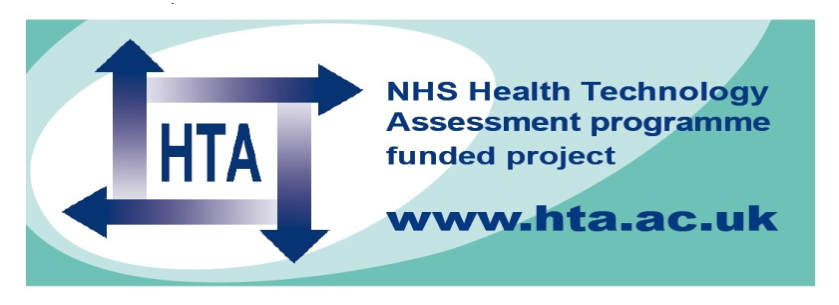 HTA
NHS Health Technology
Assessment programme
funded project
www.hta.ac.uk